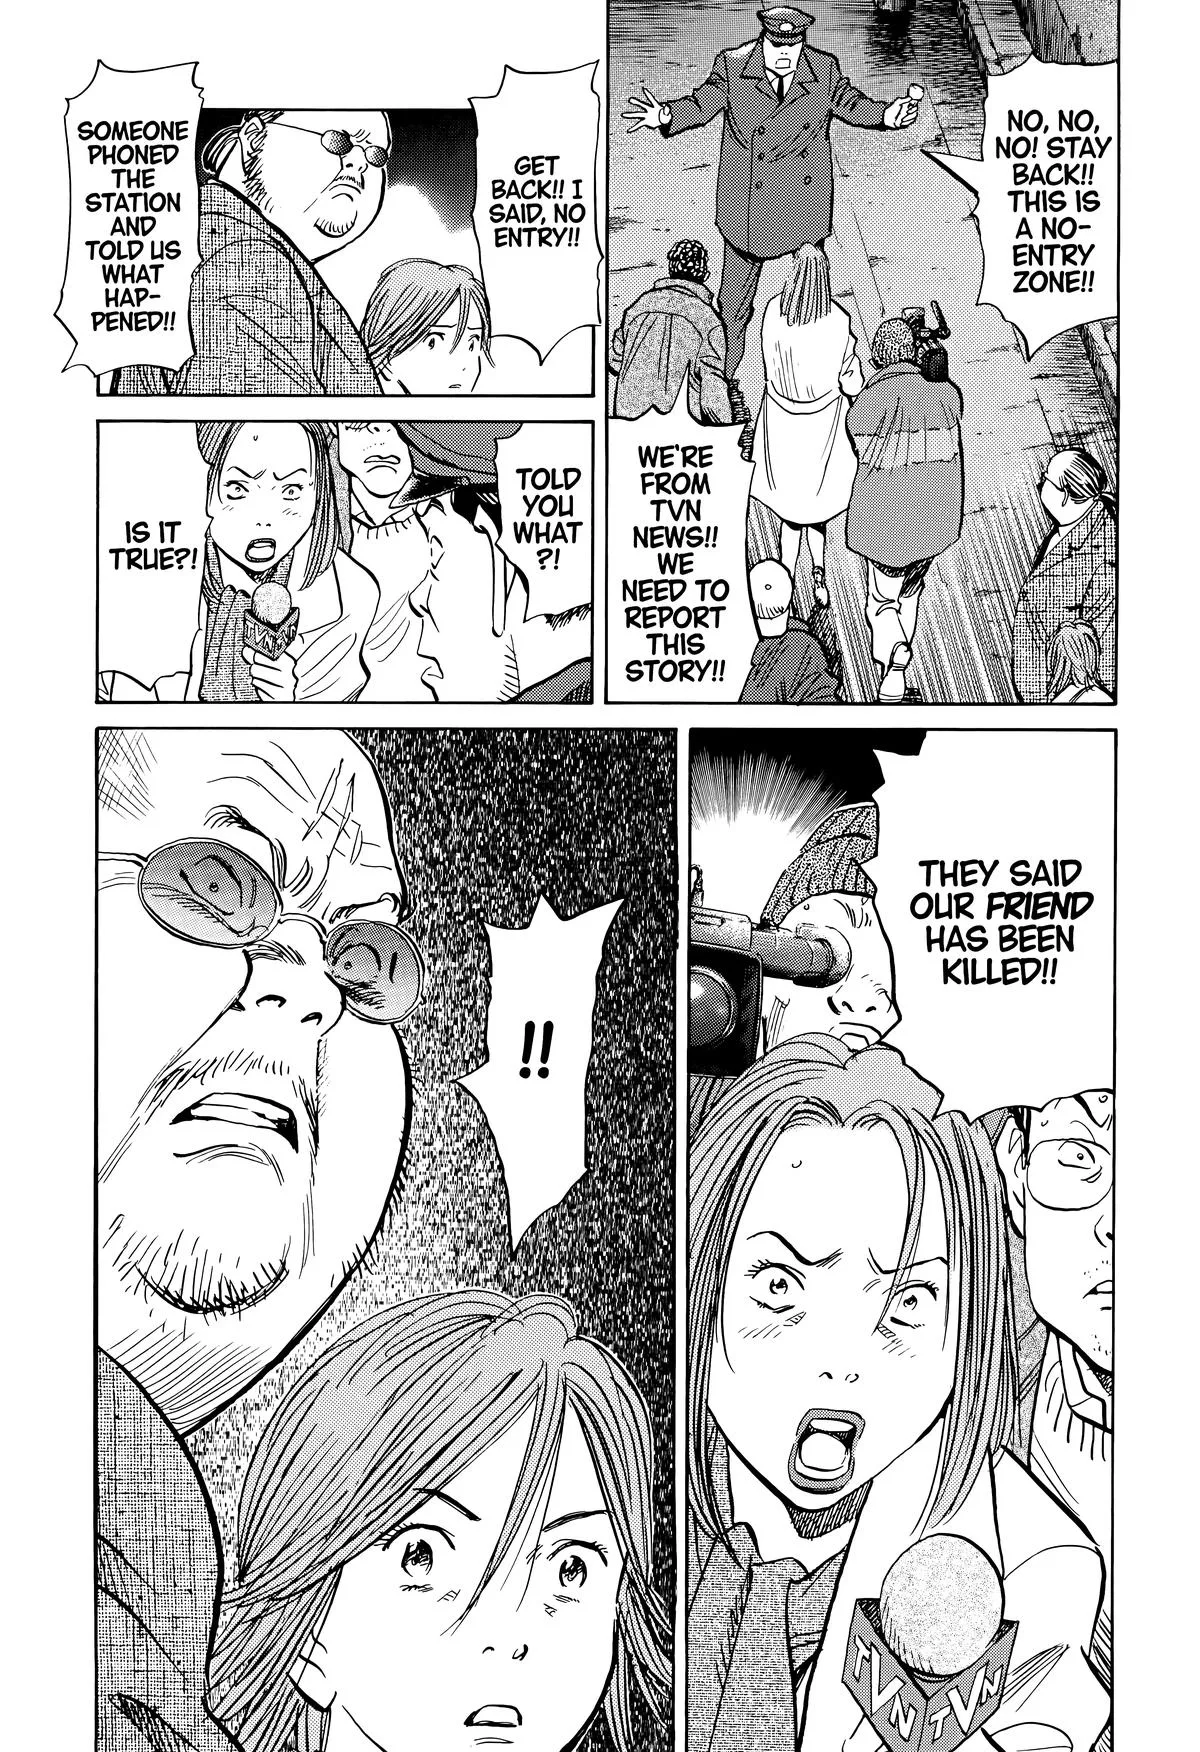 NO, NO,
NO! STAY
BACK!!
THIS IS
A NO-
ENTRY
ZONE!!
WE'RE
FROM
TVN
NEWS!!
WE
NEED TO
REPORT
THIS
STORY!!
GET
BACK!! I
SAID, NO
ENTRY!!
SOMEONE
PHONED
THE
STATION
AND
TOLD US
WHAT
HAP-
PENED!!
TOLD
YOU
WHAT
?!
IS IT
TRUE?!
TVN
THEY SAID
OUR FRIEND
HAS BEEN
KILLED!!
TVN TVN
!!